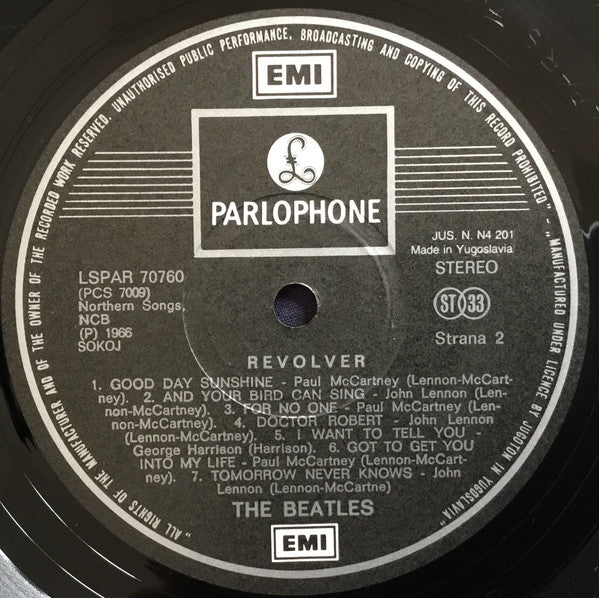 "ALL RIGHTS OF THE MANUFACTURER AND OF THE OWNER OF THE RECORDED WORK RESERVED. UNAUTHORISED PUBLIC PERFORMANCE, BROADCASTING AND COPYING OF THIS RECORD PROHIBITED" - "MANUFACTURED UNDER LICENCE BY JUGOTON IN YUGOSLAVIA"
EMI
£
PARLOPHONE
JUS. N. N4 201
Made in Yugoslavia
LSPAR 70760
STEREO
(PCS 7009)
Northern Songs,
NCB
(P) 1966
SOKOJ
ST 33
Strana 2
REVOLVER
1. GOOD DAY SUNSHINE - Paul McCartney (Lennon-McCart-
ney). 2. AND YOUR BIRD CAN SING - John Lennon (Len-
non-McCartney). 3. FOR NO ONE - Paul McCartney (Len-
non-McCartney). 4. DOCTOR ROBERT - John Lennon
(Lennon-McCartney). 5. I WANT TO TELL YOU -
George Harrison (Harrison). 6. GOT TO GET YOU
INTO MY LIFE - Paul McCartney (Lennon-McCart-
ney). 7. TOMORROW NEVER KNOWS - John
Lennon (Lennon-McCartne)
THE BEATLES
EMI